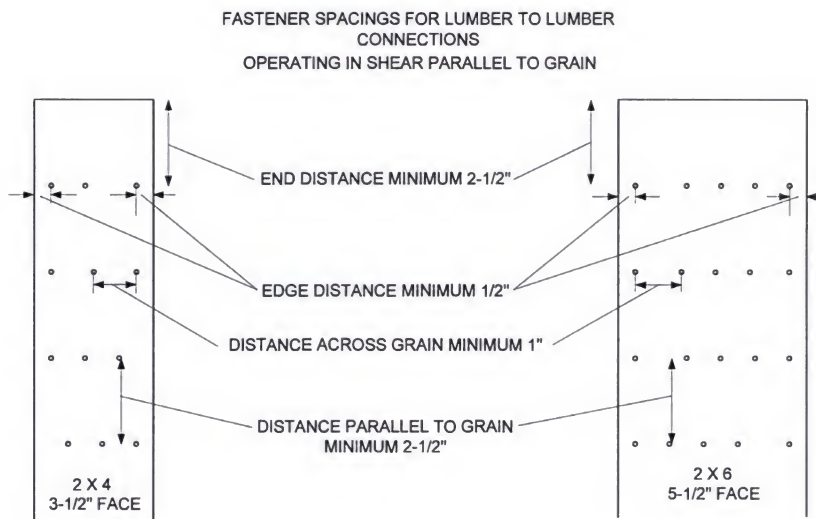 FASTENER SPACINGS FOR LUMBER TO LUMBER
CONNECTIONS
OPERATING IN SHEAR PARALLEL TO GRAIN
END DISTANCE MINIMUM 2-1/2"
EDGE DISTANCE MINIMUM 1/2"
DISTANCE ACROSS GRAIN MINIMUM 1"
DISTANCE PARALLEL TO GRAIN
MINIMUM 2-1/2"
2 X 4
3-1/2" FACE
2 X 6
5-1/2" FACE